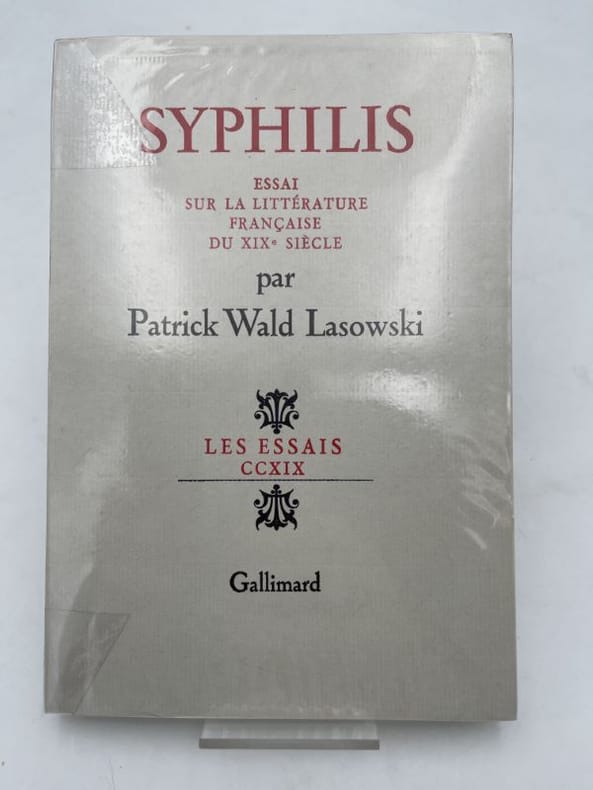 SYPHILIS
ESSAI
SUR LA LITTÉRATURE
FRANÇAISE
DU XIXe SIÈCLE
par
Patrick Wald Lasowski
LES ESSAIS
CCXIX
Gallimard